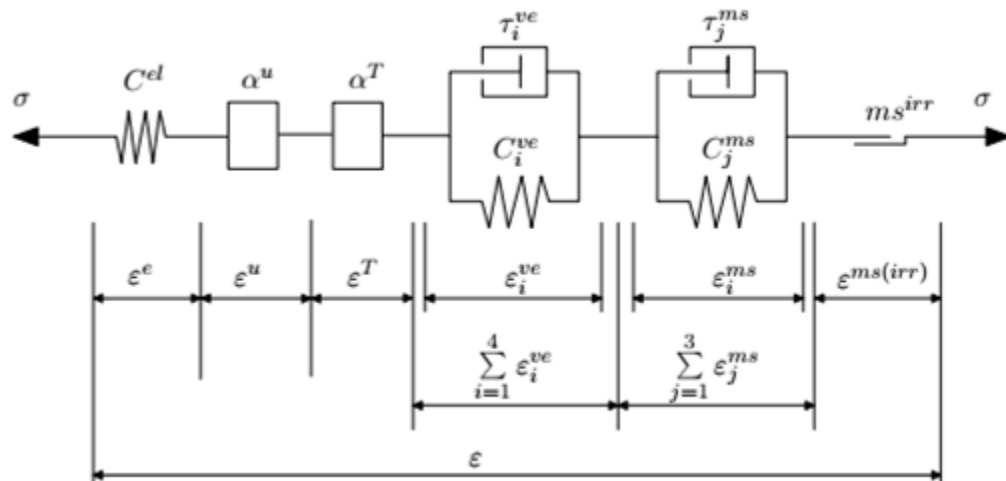 τ_i^{ve} τ_j^{ms}
C^{el} α^u α^T
σ ms^{irr} σ
C_i^{ve} C_j^{ms}
ε^e ε^u ε^T ε_i^{ve} ε_i^{ms} ε^{ms(irr)}
∑_{i=1}^{4} ε_i^{ve} ∑_{j=1}^{3} ε_j^{ms}
ε